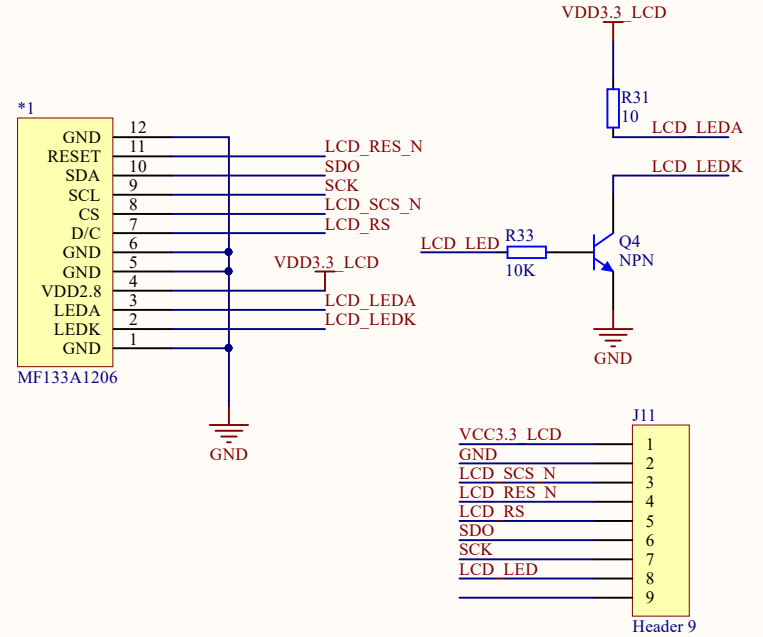 *1
GND 12
RESET 11 LCD_RES_N
SDA 10 SDO
SCL 9 SCK
CS 8 LCD_SCS_N
D/C 7 LCD_RS
GND 6
GND 5
VDD3.3_LCD
VDD2.8 4
LEDA 3 LCD_LEDA
LEDK 2 LCD_LEDK
GND 1
MF133A1206
GND
VDD3.3_LCD
R31
10
LCD_LEDA
LCD_LEDK
LCD_LED
R33
10K
Q4
NPN
GND
J11
VCC3.3_LCD 1
GND 2
LCD_SCS_N 3
LCD_RES_N 4
LCD_RS 5
SDO 6
SCK 7
LCD_LED 8
9
Header 9